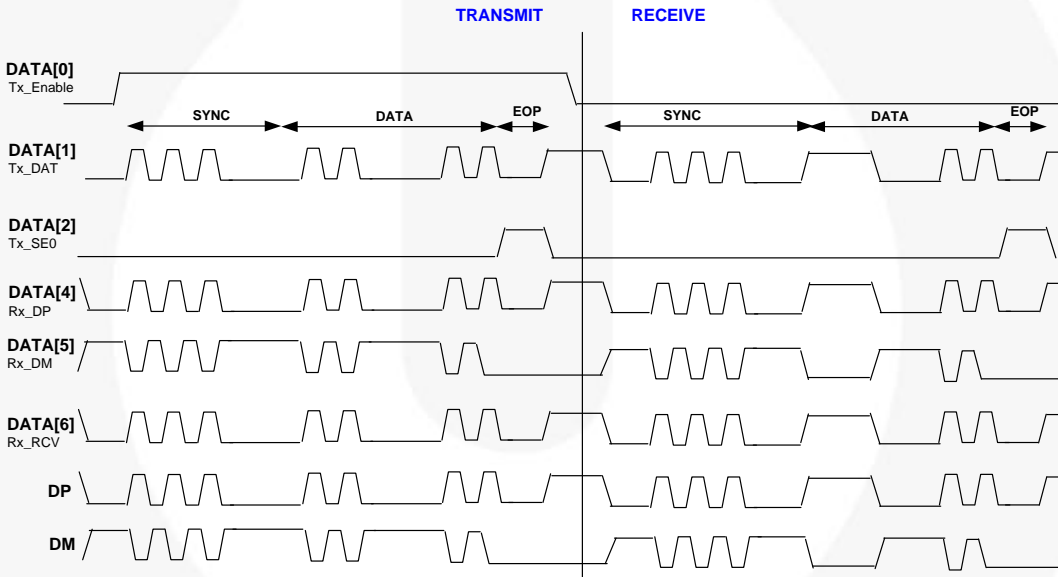 TRANSMIT RECEIVE
DATA[0]
Tx_Enable
SYNC DATA EOP SYNC DATA EOP
DATA[1]
Tx_DAT
DATA[2]
Tx_SE0
DATA[4]
Rx_DP
DATA[5]
Rx_DM
DATA[6]
Rx_RCV
DP
DM